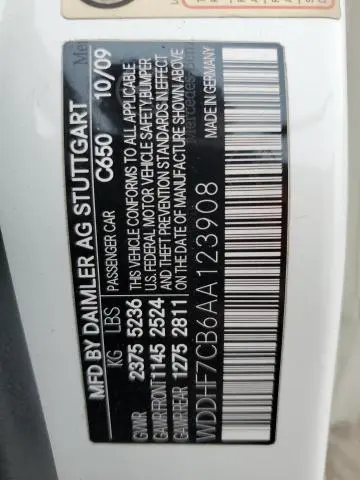 MFD BY DAIMLER AG STUTTGART
PASSENGER CAR C650 10/09
KG LBS
GVWR 2375 5236
GAWR FRONT 1145 2524
GAWR REAR 1275 2811
THIS VEHICLE CONFORMS TO ALL APPLICABLE
U.S. FEDERAL MOTOR VEHICLE SAFETY, BUMPER
AND THEFT PREVENTION STANDARDS IN EFFECT
ON THE DATE OF MANUFACTURE SHOWN ABOVE
MADE IN GERMANY
WDDHF7CB6AA123908